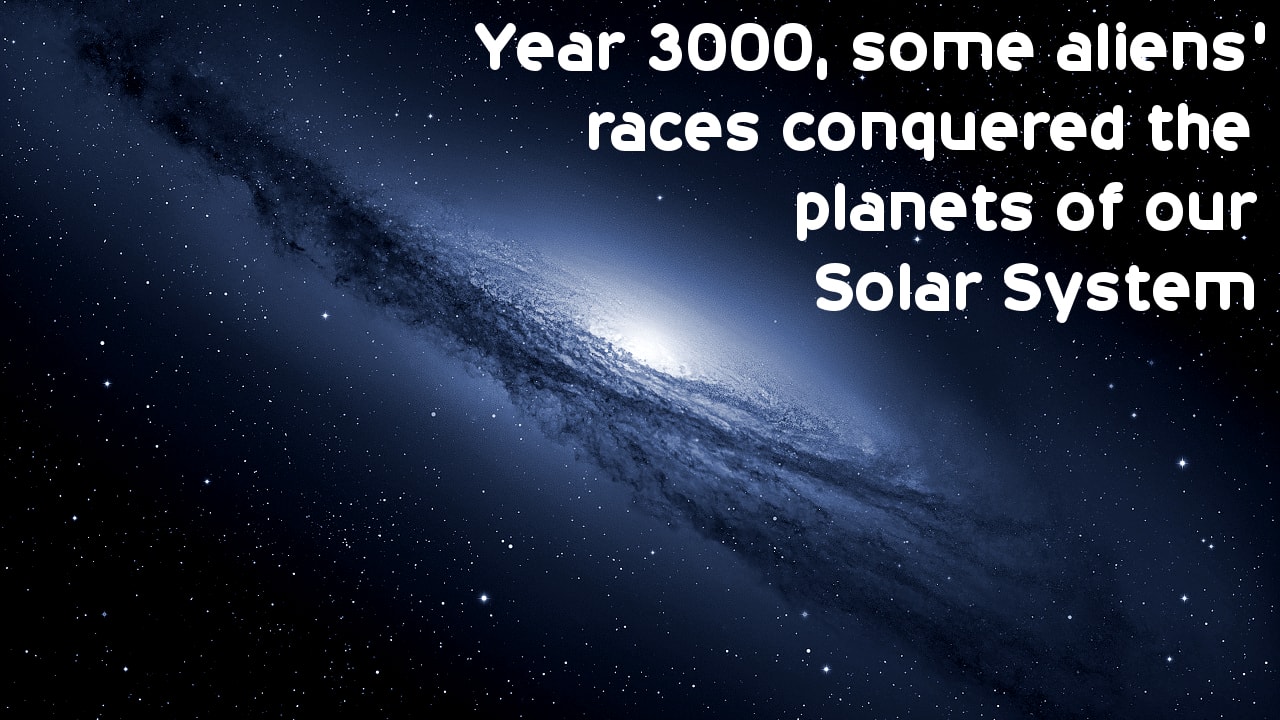 Year 3000, some aliens'
races conquered the
planets of our
Solar System